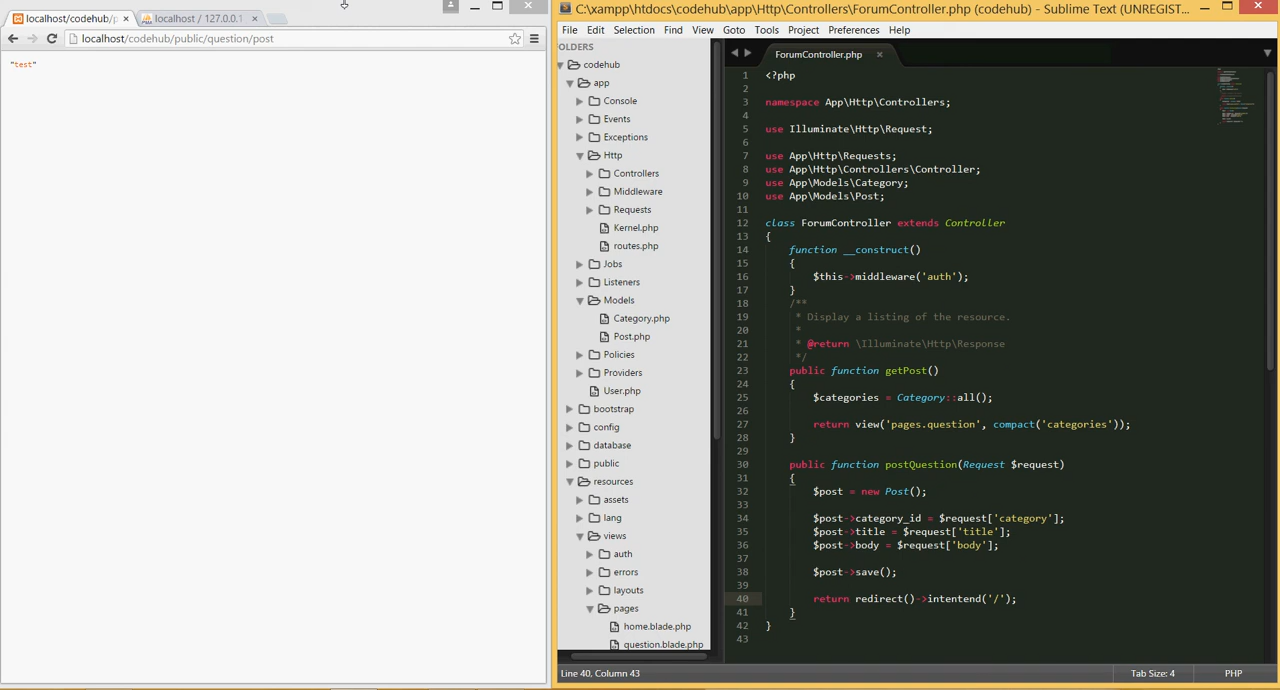 localhost/codehub/p
localhost / 127.0.0.1
localhost/codehub/public/question/post
"test"
C:\xampp\htdocs\codehub\app\Http\Controllers\ForumController.php (codehub) - Sublime Text (UNREGIST...
File Edit Selection Find View Goto Tools Project Preferences Help
OLDERS
codehub
app
Console
Events
Exceptions
Http
Controllers
Middleware
Requests
Kernel.php
routes.php
Jobs
Listeners
Models
Category.php
Post.php
Policies
Providers
User.php
bootstrap
config
database
public
resources
assets
lang
views
auth
errors
layouts
pages
home.blade.php
question.blade.php
ForumController.php
1 <?php
2
3 namespace App\Http\Controllers;
4
5 use Illuminate\Http\Request;
6
7 use App\Http\Requests;
8 use App\Http\Controllers\Controller;
9 use App\Models\Category;
10 use App\Models\Post;
11
12 class ForumController extends Controller
13 {
14 function __construct()
15 {
16 $this->middleware('auth');
17 }
18 /**
19 * Display a listing of the resource.
20 *
21 * @return \Illuminate\Http\Response
22 */
23 public function getPost()
24 {
25 $categories = Category::all();
26
27 return view('pages.question', compact('categories'));
28 }
29
30 public function postQuestion(Request $request)
31 {
32 $post = new Post();
33
34 $post->category_id = $request['category'];
35 $post->title = $request['title'];
36 $post->body = $request['body'];
37
38 $post->save();
39
40 return redirect()->intentend('/');
41 }
42 }
43
Line 40, Column 43
Tab Size: 4
PHP